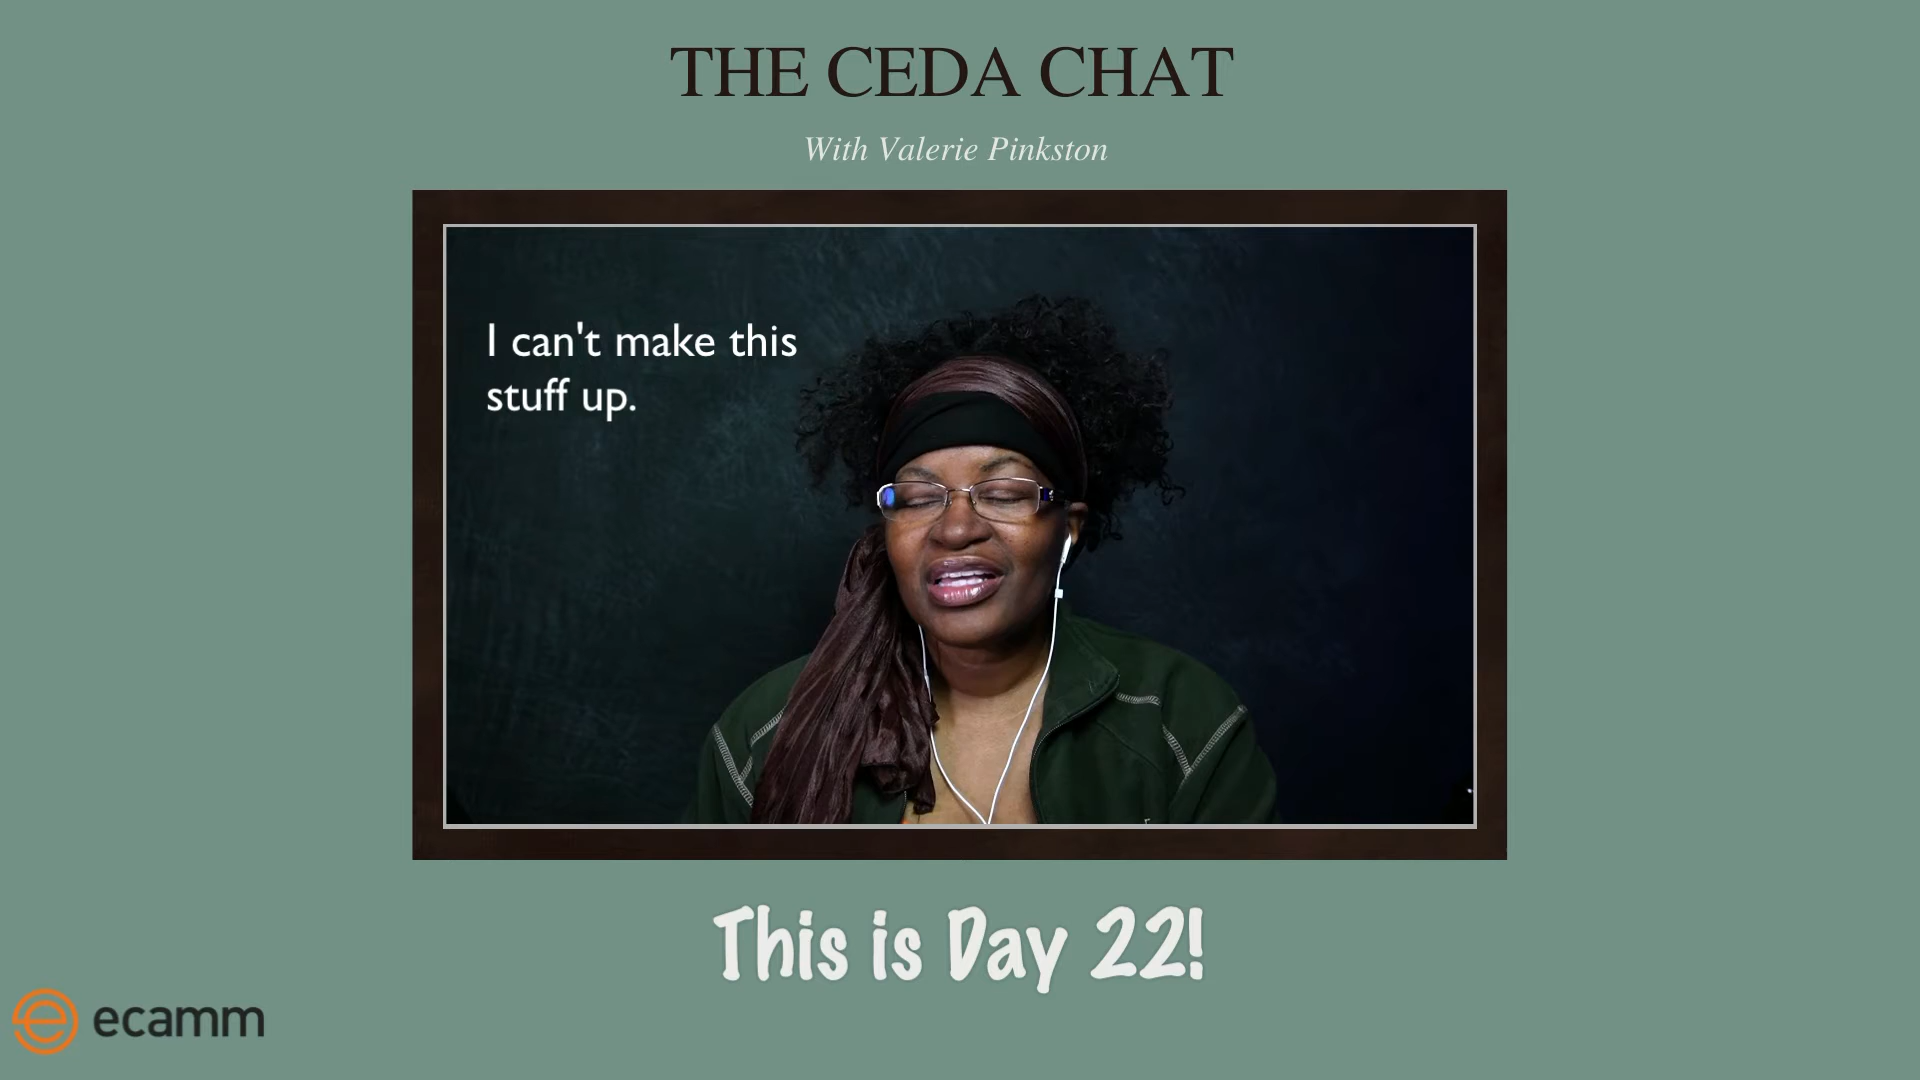 THE CEDA CHAT
With Valerie Pinkston
I can't make this
stuff up.
This is Day 22!
ecamm